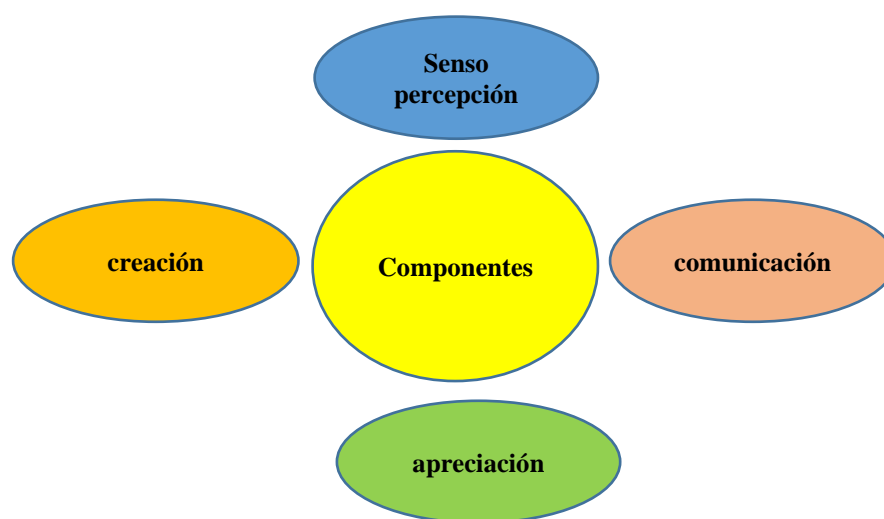 Senso
percepción
creación
Componentes
comunicación
apreciación